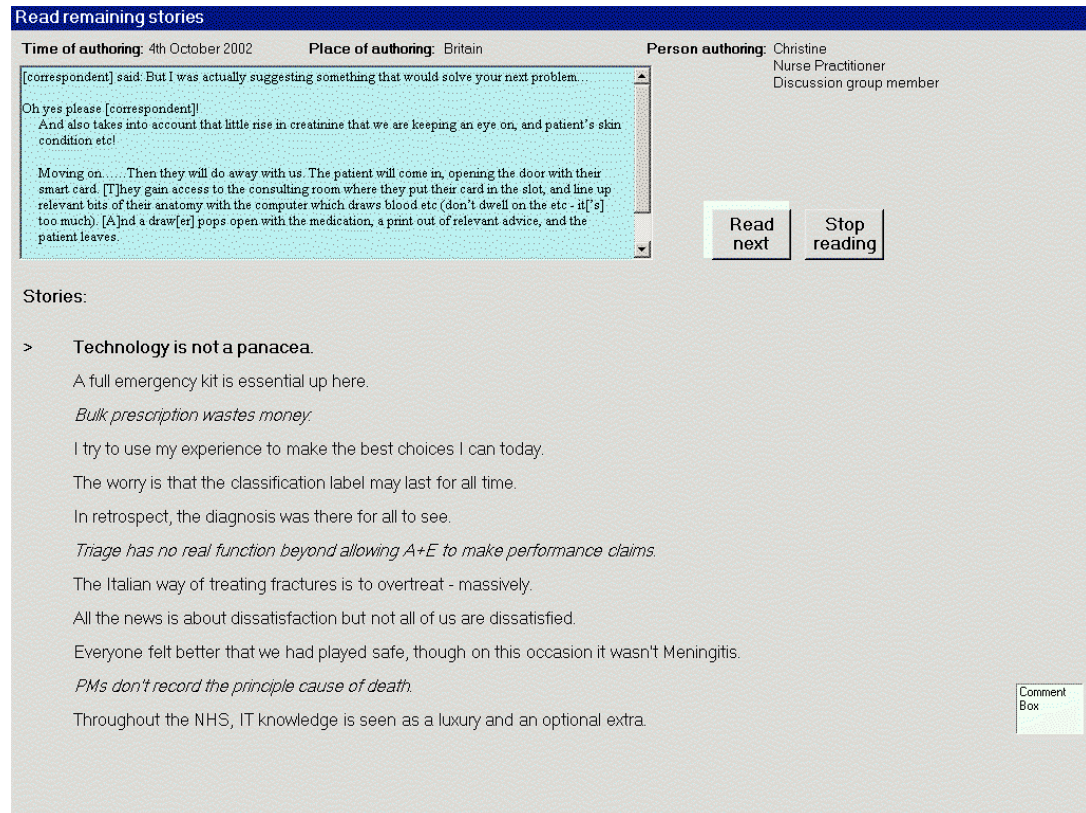 Read remaining stories
Time of authoring: 4th October 2002 Place of authoring: Britain Person authoring: Christine
Nurse Practitioner
Discussion group member
[correspondent] said: But I was actually suggesting something that would solve your next problem...
Oh yes please [correspondent]!
And also takes into account that little rise in creatinine that we are keeping an eye on, and patient's skin
condition etc!
Moving on......Then they will do away with us. The patient will come in, opening the door with their
smart card. [T]hey gain access to the consulting room where they put their card in the slot, and line up
relevant bits of their anatomy with the computer which draws blood etc (don't dwell on the etc - it['s]
too much). [A]nd a draw[er] pops open with the medication, a print out of relevant advice, and the
patient leaves.
Read
next
Stop
reading
Stories:
> Technology is not a panacea.
A full emergency kit is essential up here.
Bulk prescription wastes money.
I try to use my experience to make the best choices I can today.
The worry is that the classification label may last for all time.
In retrospect, the diagnosis was there for all to see.
Triage has no real function beyond allowing A+E to make performance claims.
The Italian way of treating fractures is to overtreat - massively.
All the news is about dissatisfaction but not all of us are dissatisfied.
Everyone felt better that we had played safe, though on this occasion it wasn't Meningitis.
PMs don't record the principle cause of death.
Throughout the NHS, IT knowledge is seen as a luxury and an optional extra.
Comment
Box